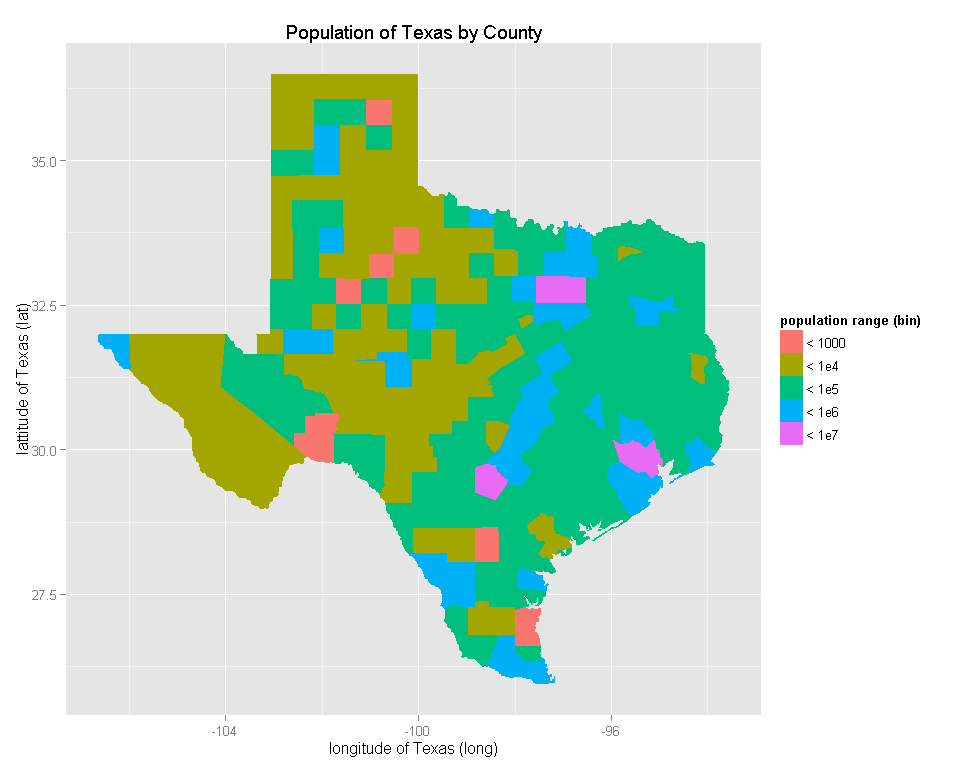 Population of Texas by County
lattitude of Texas (lat)
35.0
32.5
30.0
27.5
-104
-100
-96
longitude of Texas (long)
population range (bin)
< 1000
< 1e4
< 1e5
< 1e6
< 1e7